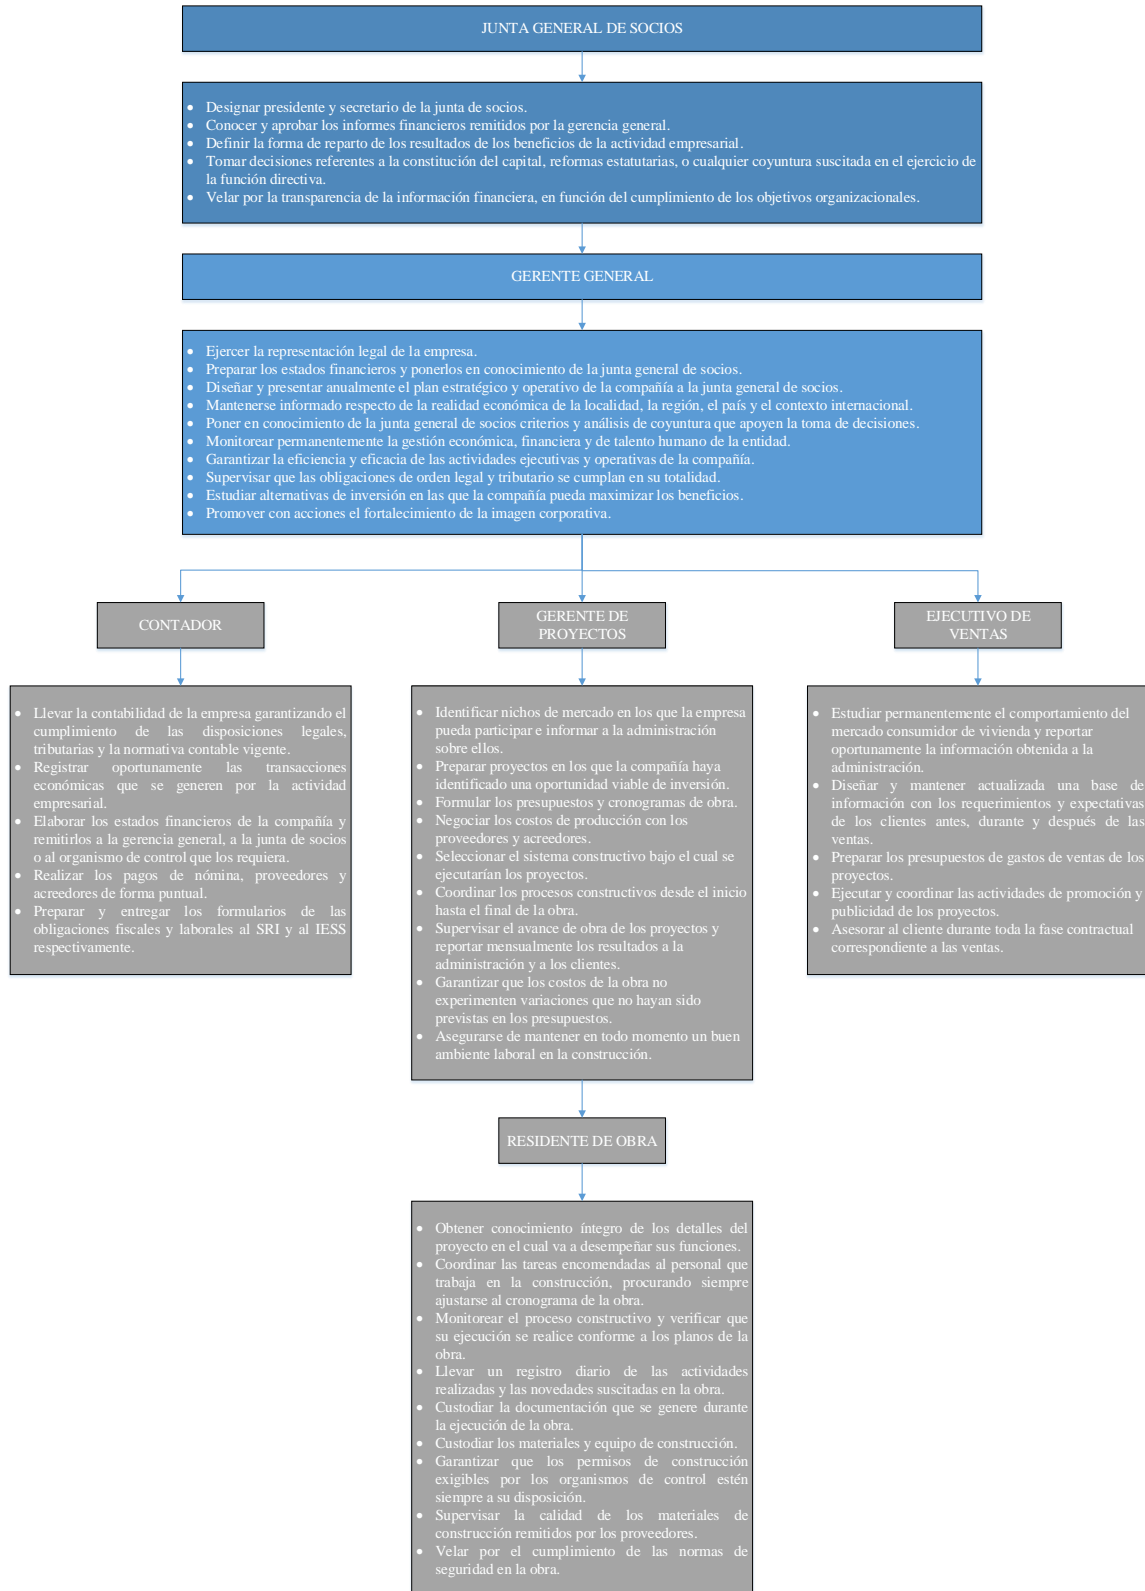 JUNTA GENERAL DE SOCIOS
• Designar presidente y secretario de la junta de socios.
• Conocer y aprobar los informes financieros remitidos por la gerencia general.
• Definir la forma de reparto de los resultados de los beneficios de la actividad empresarial.
• Tomar decisiones referentes a la constitución del capital, reformas estatutarias, o cualquier coyuntura suscitada en el ejercicio de
la función directiva.
• Velar por la transparencia de la información financiera, en función del cumplimiento de los objetivos organizacionales.
GERENTE GENERAL
• Ejercer la representación legal de la empresa.
• Preparar los estados financieros y ponerlos en conocimiento de la junta general de socios.
• Diseñar y presentar anualmente el plan estratégico y operativo de la compañía a la junta general de socios.
• Mantenerse informado respecto de la realidad económica de la localidad, la región, el país y el contexto internacional.
• Poner en conocimiento de la junta general de socios criterios y análisis de coyuntura que apoyen la toma de decisiones.
• Monitorear permanentemente la gestión económica, financiera y de talento humano de la entidad.
• Garantizar la eficiencia y eficacia de las actividades ejecutivas y operativas de la compañía.
• Supervisar que las obligaciones de orden legal y tributario se cumplan en su totalidad.
• Estudiar alternativas de inversión en las que la compañía pueda maximizar los beneficios.
• Promover con acciones el fortalecimiento de la imagen corporativa.
CONTADOR
• Llevar la contabilidad de la empresa garantizando el
cumplimiento de las disposiciones legales,
tributarias y la normativa contable vigente.
• Registrar oportunamente las transacciones
económicas que se generen por la actividad
empresarial.
• Elaborar los estados financieros de la compañía y
remitirlos a la gerencia general, a la junta de socios
o al organismo de control que los requiera.
• Realizar los pagos de nómina, proveedores y
acreedores de forma puntual.
• Preparar y entregar los formularios de las
obligaciones fiscales y laborales al SRI y al IESS
respectivamente.
GERENTE DE
PROYECTOS
• Identificar nichos de mercado en los que la empresa
pueda participar e informar a la administración
sobre ellos.
• Preparar proyectos en los que la compañía haya
identificado una oportunidad viable de inversión.
• Formular los presupuestos y cronogramas de obra.
• Negociar los costos de producción con los
proveedores y acreedores.
• Seleccionar el sistema constructivo bajo el cual se
ejecutarían los proyectos.
• Coordinar los procesos constructivos desde el inicio
hasta el final de la obra.
• Supervisar el avance de obra de los proyectos y
reportar mensualmente los resultados a la
administración y a los clientes.
• Garantizar que los costos de la obra no
experimenten variaciones que no hayan sido
previstas en los presupuestos.
• Asegurarse de mantener en todo momento un buen
ambiente laboral en la construcción.
EJECUTIVO DE
VENTAS
• Estudiar permanentemente el comportamiento del
mercado consumidor de vivienda y reportar
oportunamente la información obtenida a la
administración.
• Diseñar y mantener actualizada una base de
información con los requerimientos y expectativas
de los clientes antes, durante y después de las
ventas.
• Preparar los presupuestos de gastos de ventas de los
proyectos.
• Ejecutar y coordinar las actividades de promoción y
publicidad de los proyectos.
• Asesorar al cliente durante toda la fase contractual
correspondiente a las ventas.
RESIDENTE DE OBRA
• Obtener conocimiento íntegro de los detalles del
proyecto en el cual va a desempeñar sus funciones.
• Coordinar las tareas encomendadas al personal que
trabaja en la construcción, procurando siempre
ajustarse al cronograma de la obra.
• Monitorear el proceso constructivo y verificar que
su ejecución se realice conforme a los planos de la
obra.
• Llevar un registro diario de las actividades
realizadas y las novedades suscitadas en la obra.
• Custodiar la documentación que se genere durante
la ejecución de la obra.
• Custodiar los materiales y equipo de construcción.
• Garantizar que los permisos de construcción
exigibles por los organismos de control estén
siempre a su disposición.
• Supervisar la calidad de los materiales de
construcción remitidos por los proveedores.
• Velar por el cumplimiento de las normas de
seguridad en la obra.